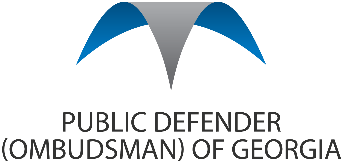 PUBLIC DEFENDER
(OMBUDSMAN) OF GEORGIA